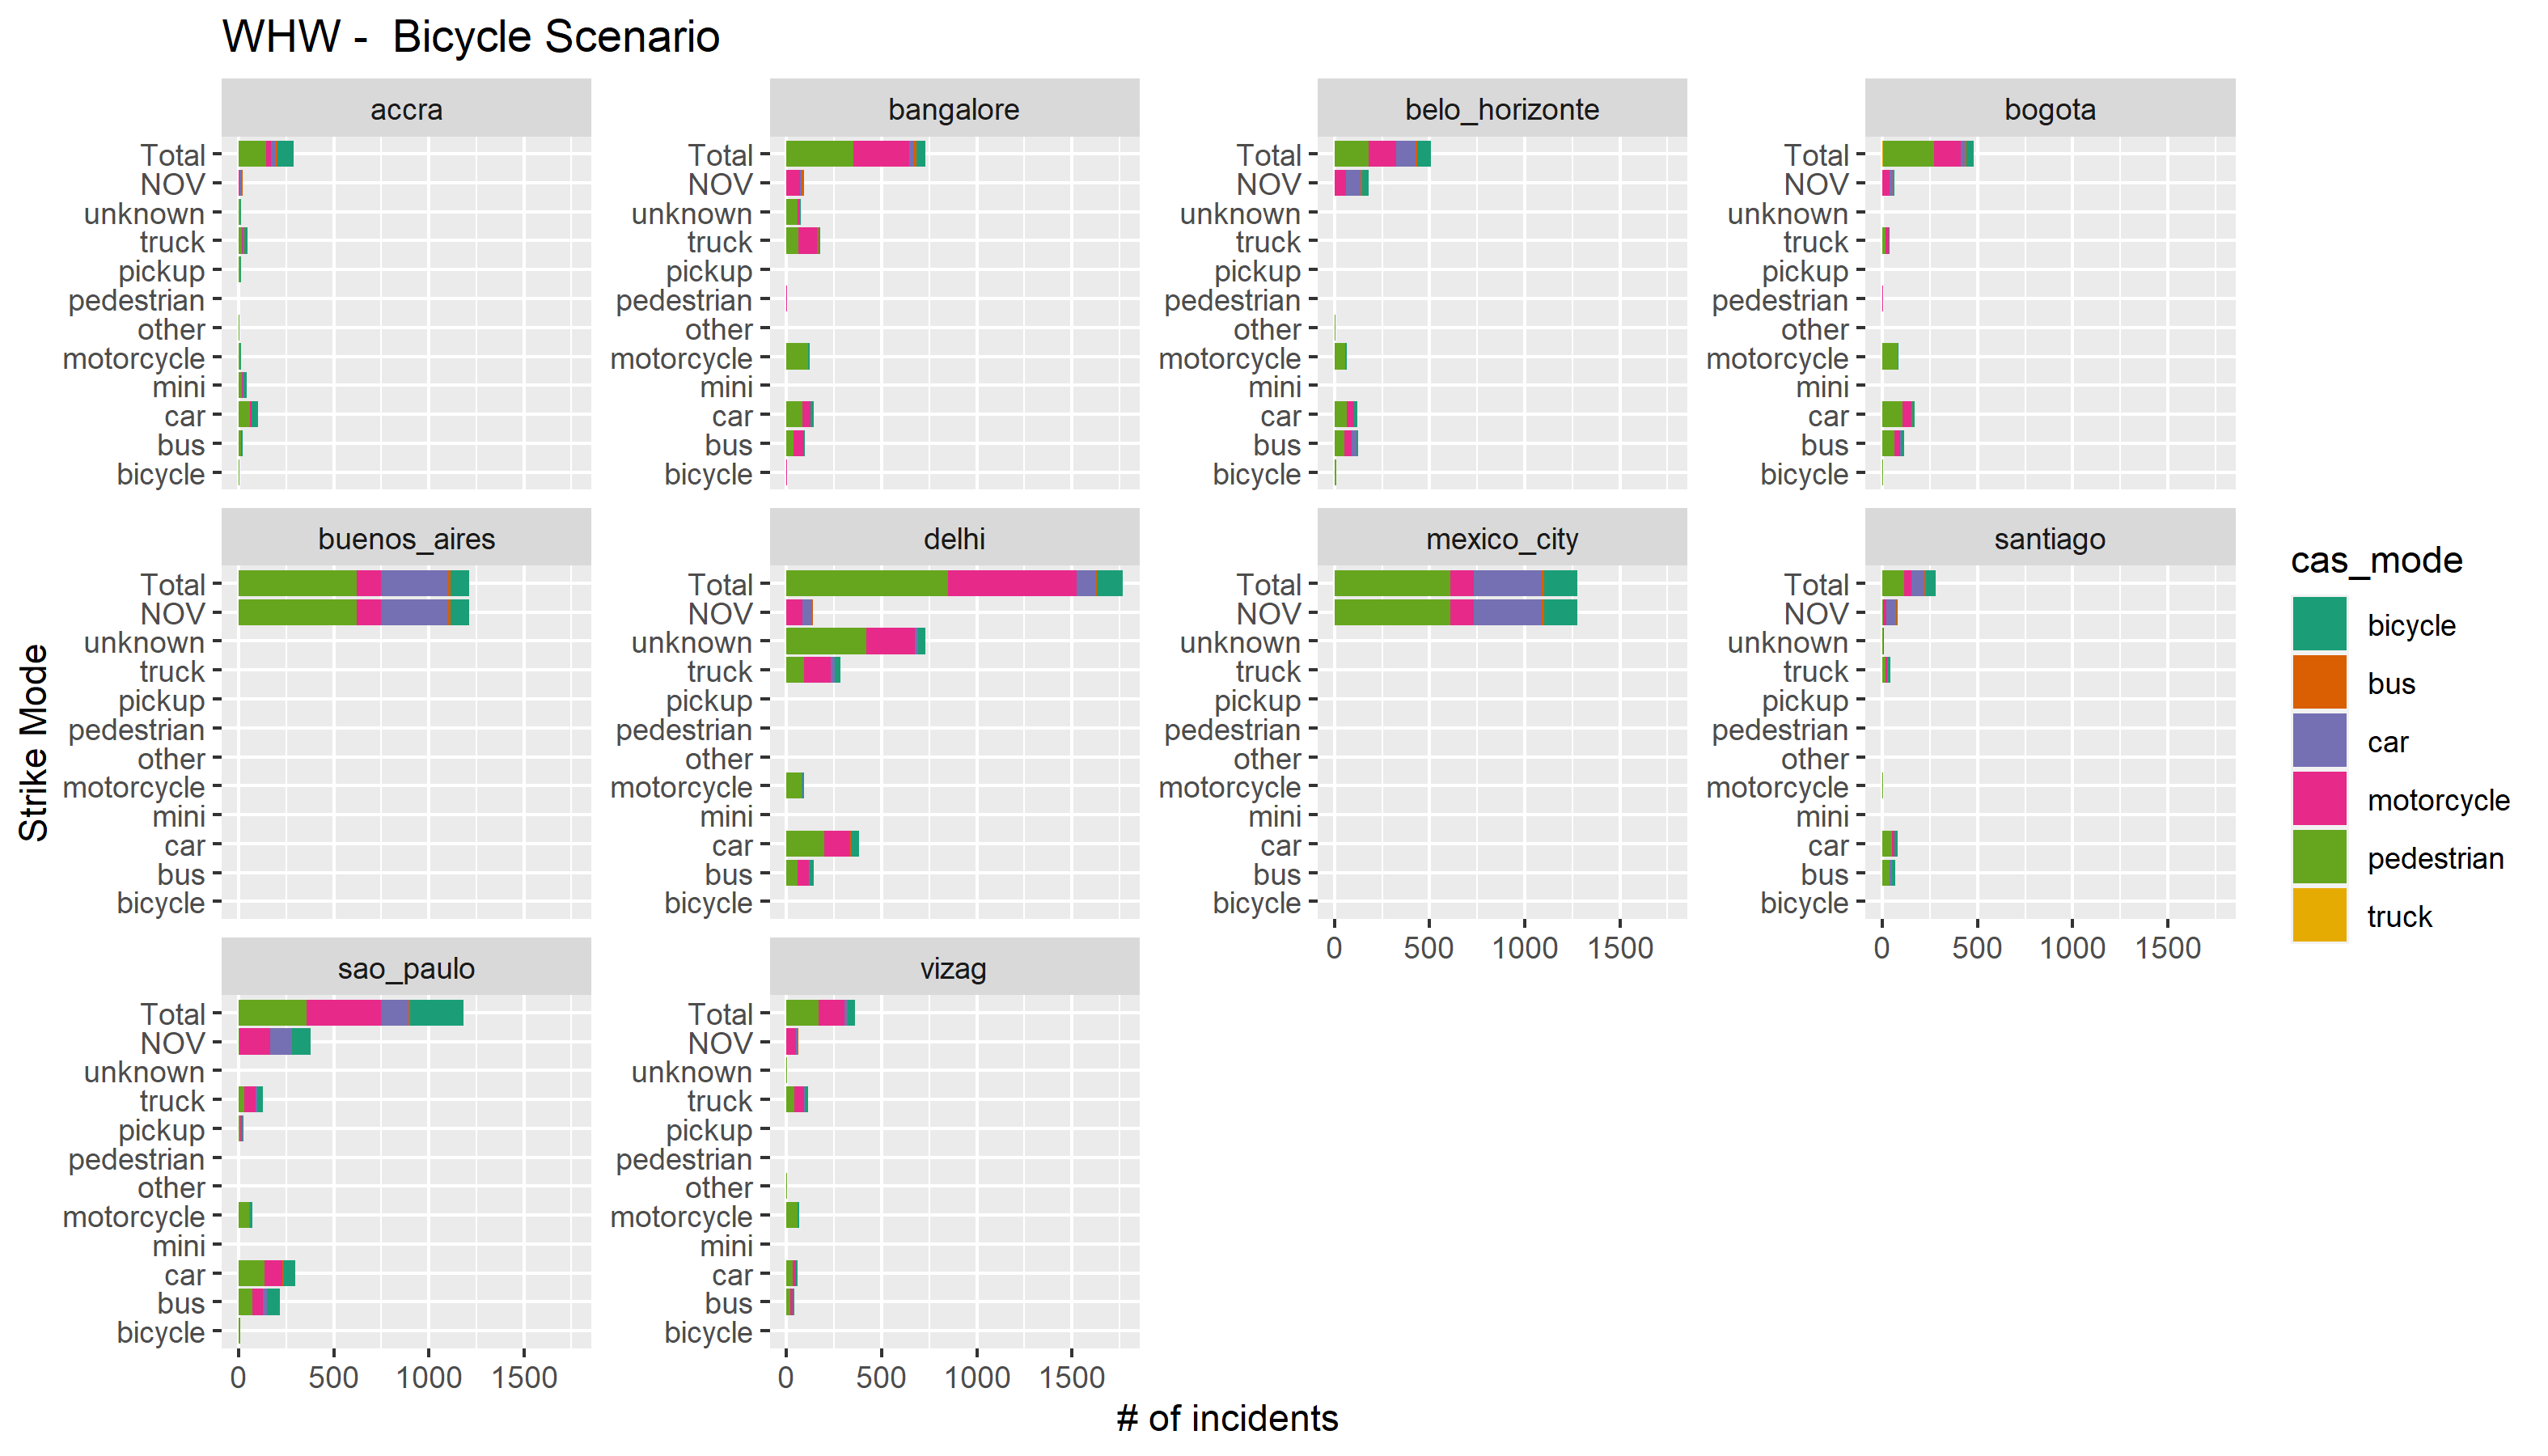 WHW -  Bicycle Scenario
accra
bangalore
belo_horizonte
bogota
Total
NOV
unknown
truck
pickup
pedestrian
other
motorcycle
mini
car
bus
bicycle
Total
NOV
unknown
truck
pickup
pedestrian
other
motorcycle
mini
car
bus
bicycle
Total
NOV
unknown
truck
pickup
pedestrian
other
motorcycle
mini
car
bus
bicycle
Total
NOV
unknown
truck
pickup
pedestrian
other
motorcycle
mini
car
bus
bicycle
buenos_aires
delhi
mexico_city
santiago
Total
NOV
unknown
truck
pickup
pedestrian
other
motorcycle
mini
car
bus
bicycle
Total
NOV
unknown
truck
pickup
pedestrian
other
motorcycle
mini
car
bus
bicycle
Total
NOV
unknown
truck
pickup
pedestrian
other
motorcycle
mini
car
bus
bicycle
0 500 1000 1500
Total
NOV
unknown
truck
pickup
pedestrian
other
motorcycle
mini
car
bus
bicycle
0 500 1000 1500
sao_paulo
vizag
Total
NOV
unknown
truck
pickup
pedestrian
other
motorcycle
mini
car
bus
bicycle
0 500 1000 1500
Total
NOV
unknown
truck
pickup
pedestrian
other
motorcycle
mini
car
bus
bicycle
0 500 1000 1500
Strike Mode
# of incidents
cas_mode
bicycle
bus
car
motorcycle
pedestrian
truck